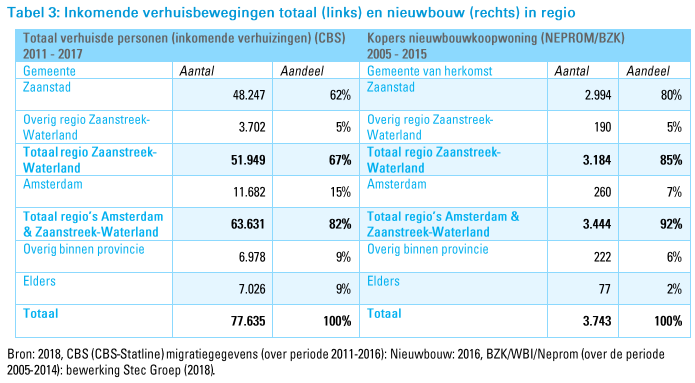 Tabel 3: Inkomende verhuisbewegingen totaal (links) en nieuwbouw (rechts) in regio
Totaal verhuisde personen (inkomende verhuizingen) (CBS) Kopers nieuwbouwkoopwoning (NEPROM/BZK)
2011 - 2017 2005 - 2015
Gemeente Aantal Aandeel Gemeente van herkomst Aantal Aandeel
Zaanstad 48.247 62% Zaanstad 2.994 80%
Overig regio Zaanstreek- Overig regio Zaanstreek-
Waterland 3.702 5% Waterland 190 5%
Totaal regio Zaanstreek- Totaal regio Zaanstreek-
Waterland 51.949 67% Waterland 3.184 85%
Amsterdam 11.682 15% Amsterdam 260 7%
Totaal regio's Amsterdam Totaal regio's Amsterdam &
& Zaanstreek-Waterland 63.631 82% Zaanstreek-Waterland 3.444 92%
Overig binnen provincie 6.978 9% Overig binnen provincie 222 6%
Elders 7.026 9% Elders 77 2%
Totaal 77.635 100% Totaal 3.743 100%
Bron: 2018, CBS (CBS-Statline) migratiegegevens (over periode 2011-2016): Nieuwbouw: 2016, BZK/WBI/Neprom (over de periode
2005-2014): bewerking Stec Groep (2018).